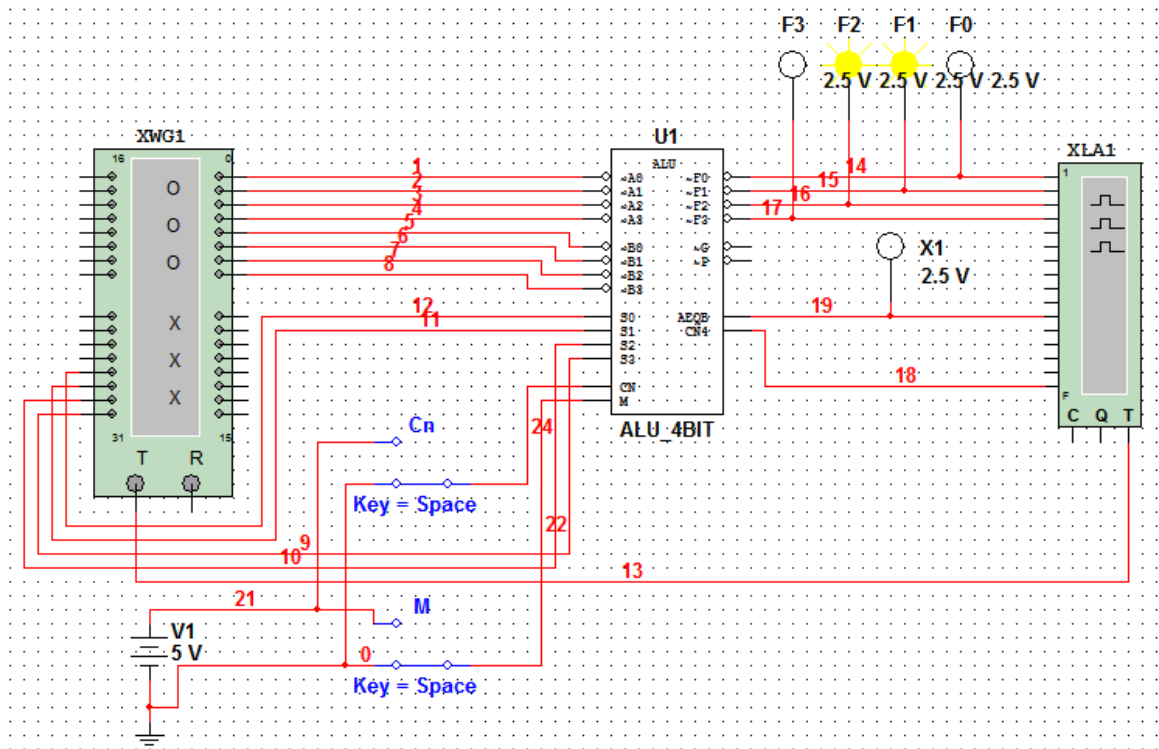 F3 F2 F1 F0
2.5 V 2.5 V 2.5 V 2.5 V
XWG1
U1
XLA1
16 0
O
O
O
X
X
X
31 15
T R
ALU
~A0 ~F0
~A1 ~F1
~A2 ~F2
~A3 ~F3
~B0 ~G
~B1 ~P
~B2
~B3
S0 AEQB
S1 CN4
S2
S3
CN
M
ALU_4BIT
1
2
3
4
5
6
7
8
12
11
14
15
16
17
X1
2.5 V
19
18
1
F
C Q T
Cn
24
Key = Space
22
9
10
13
21
M
V1
5 V
0
Key = Space